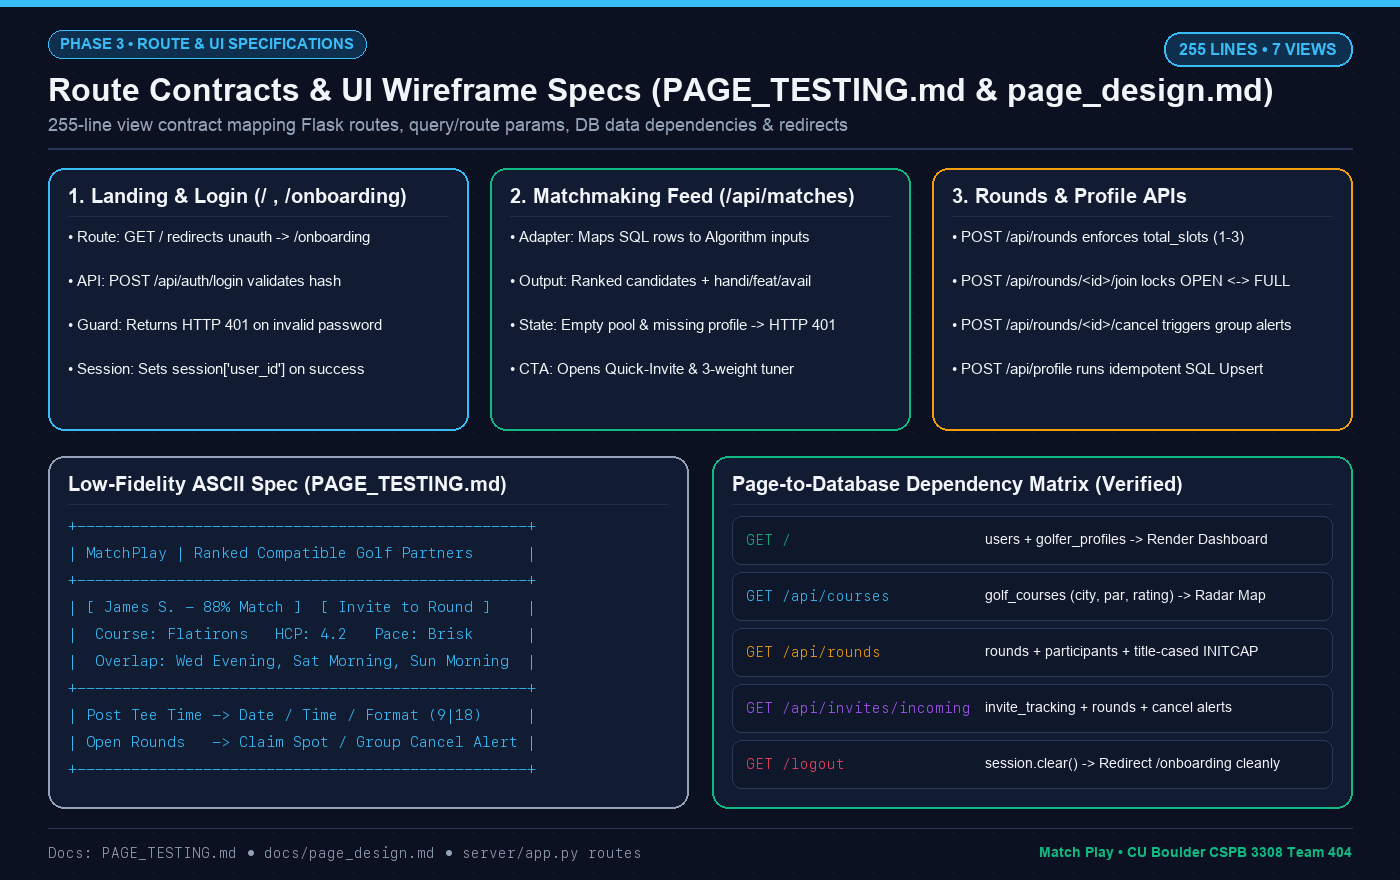 PHASE 3 • ROUTE & UI SPECIFICATIONS
255 LINES • 7 VIEWS
Route Contracts & UI Wireframe Specs (PAGE_TESTING.md & page_design.md)
255-line view contract mapping Flask routes, query/route params, DB data dependencies & redirects
1. Landing & Login (/ , /onboarding)
• Route: GET / redirects unauth -> /onboarding
• API: POST /api/auth/login validates hash
• Guard: Returns HTTP 401 on invalid password
• Session: Sets session['user_id'] on success
2. Matchmaking Feed (/api/matches)
• Adapter: Maps SQL rows to Algorithm inputs
• Output: Ranked candidates + handi/feat/avail
• State: Empty pool & missing profile -> HTTP 401
• CTA: Opens Quick-Invite & 3-weight tuner
3. Rounds & Profile APIs
• POST /api/rounds enforces total_slots (1-3)
• POST /api/rounds/<id>/join locks OPEN <-> FULL
• POST /api/rounds/<id>/cancel triggers group alerts
• POST /api/profile runs idempotent SQL Upsert
Low-Fidelity ASCII Spec (PAGE_TESTING.md)
+——————————————————————————————————————————————————+
| MatchPlay | Ranked Compatible Golf Partners      |
+——————————————————————————————————————————————————+
| [ James S. — 88% Match ]  [ Invite to Round ]    |
|  Course: Flatirons   HCP: 4.2   Pace: Brisk      |
|  Overlap: Wed Evening, Sat Morning, Sun Morning  |
+——————————————————————————————————————————————————+
| Post Tee Time —> Date / Time / Format (9|18)     |
| Open Rounds   —> Claim Spot / Group Cancel Alert |
+——————————————————————————————————————————————————+
Page-to-Database Dependency Matrix (Verified)
GET / users + golfer_profiles -> Render Dashboard
GET /api/courses golf_courses (city, par, rating) -> Radar Map
GET /api/rounds rounds + participants + title-cased INITCAP
GET /api/invites/incoming invite_tracking + rounds + cancel alerts
GET /logout session.clear() -> Redirect /onboarding cleanly
Docs: PAGE_TESTING.md • docs/page_design.md • server/app.py routes
Match Play • CU Boulder CSPB 3308 Team 404